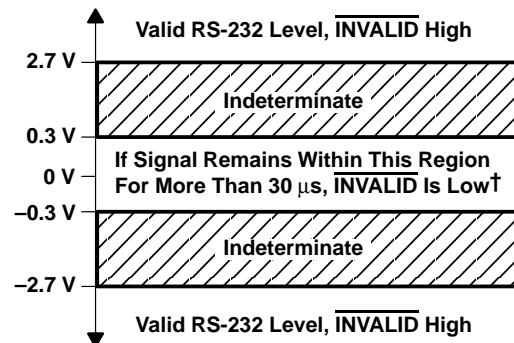 Valid RS-232 Level, INVALID High
2.7 V
Indeterminate
0.3 V
If Signal Remains Within This Region
0 V
For More Than 30 μs, INVALID Is Low†
–0.3 V
Indeterminate
–2.7 V
Valid RS-232 Level, INVALID High